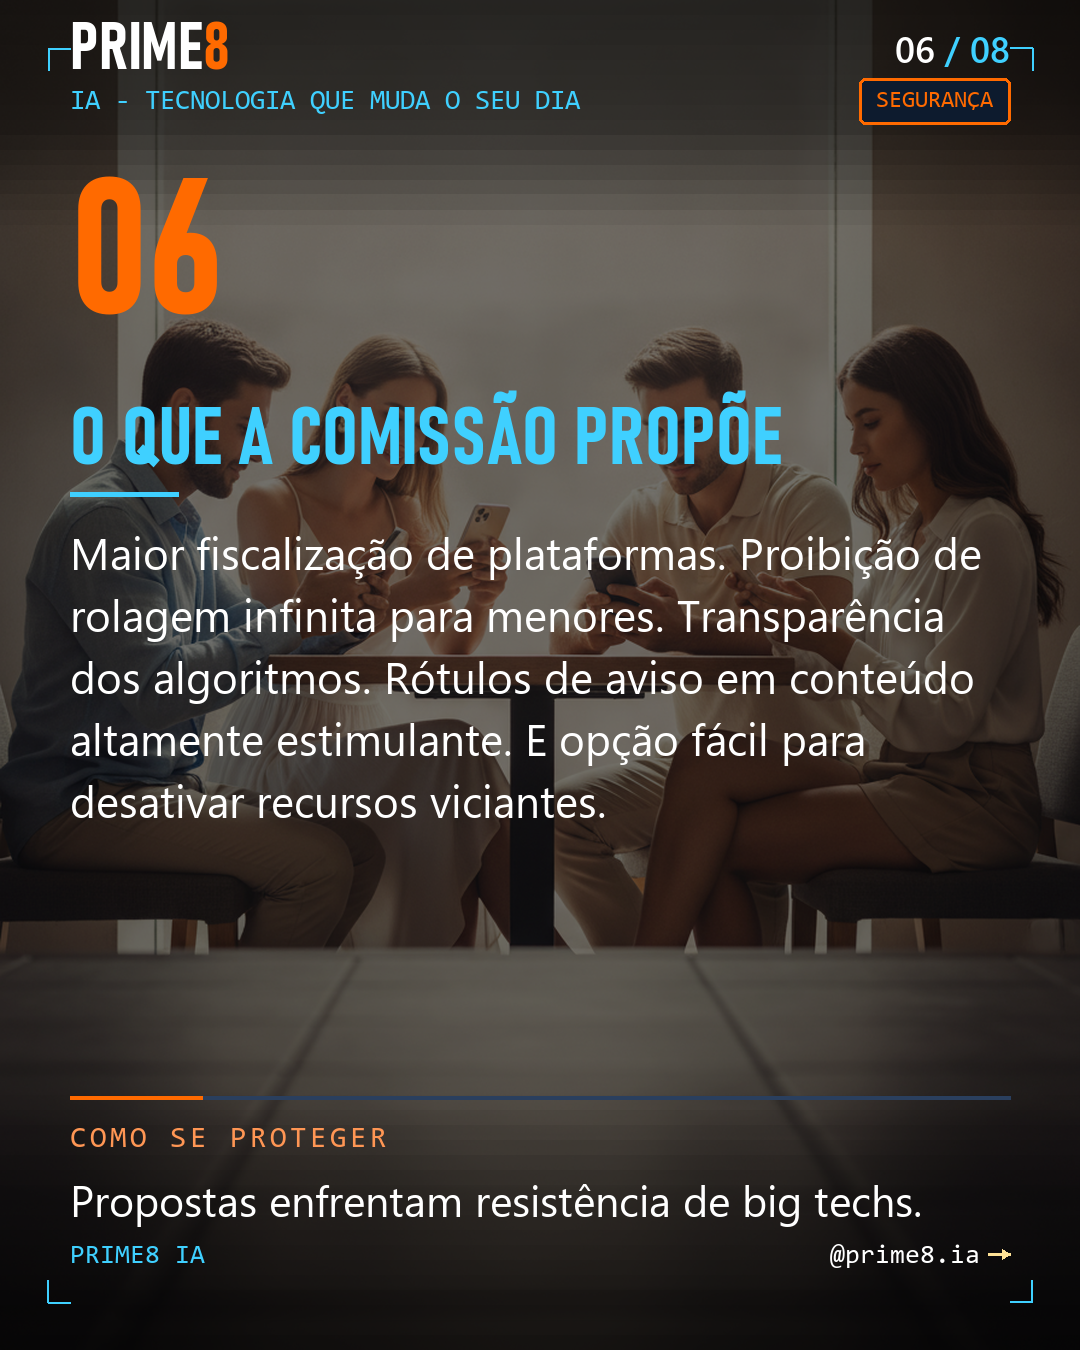 PRIME8
06 / 08
IA - TECNOLOGIA QUE MUDA O SEU DIA
SEGURANÇA
06
O QUE A COMISSÃO PROPÕE
Maior fiscalização de plataformas. Proibição de
rolagem infinita para menores. Transparência
dos algoritmos. Rótulos de aviso em conteúdo
altamente estimulante. E opção fácil para
desativar recursos viciantes.
COMO SE PROTEGER
Propostas enfrentam resistência de big techs.
PRIME8 IA
@prime8.ia